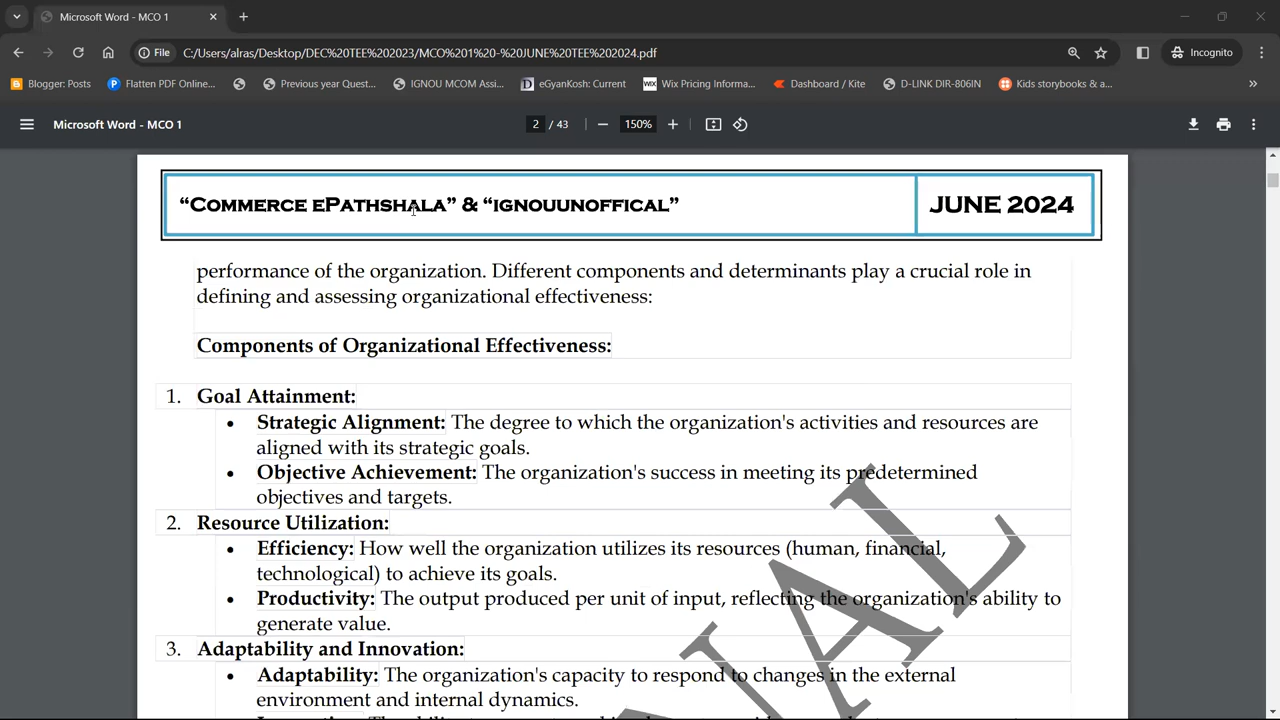 Microsoft Word - MCO 1
File C:/Users/alras/Desktop/DEC%20TEE%202023/MCO%201%20-%20JUNE%20TEE%202024.pdf Incognito
Blogger: Posts Flatten PDF Online... Previous year Quest... IGNOU MCOM Assi... eGyanKosh: Current Wix Pricing Informa... Dashboard / Kite D-LINK DIR-806IN Kids storybooks & a... »
Microsoft Word - MCO 1 2 / 43 150%
“Commerce ePathshala” & “ignouunoffical” JUNE 2024
performance of the organization. Different components and determinants play a crucial role in
defining and assessing organizational effectiveness:
Components of Organizational Effectiveness:
1. Goal Attainment:
• Strategic Alignment: The degree to which the organization's activities and resources are
aligned with its strategic goals.
• Objective Achievement: The organization's success in meeting its predetermined
objectives and targets.
2. Resource Utilization:
• Efficiency: How well the organization utilizes its resources (human, financial,
technological) to achieve its goals.
• Productivity: The output produced per unit of input, reflecting the organization's ability to
generate value.
3. Adaptability and Innovation:
• Adaptability: The organization's capacity to respond to changes in the external
environment and internal dynamics.
NAL